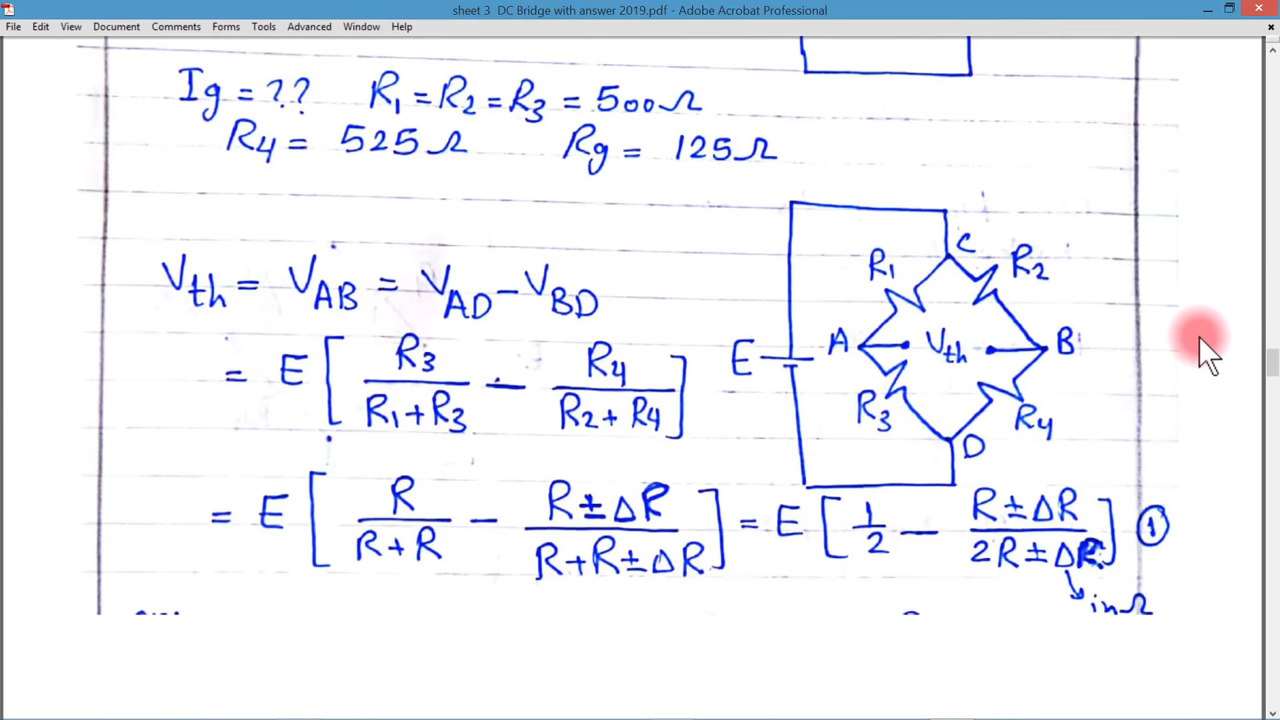 sheet 3 DC Bridge with answer 2019.pdf - Adobe Acrobat Professional
File Edit View Document Comments Forms Tools Advanced Window Help
Ig = ?? R1 = R2 = R3 = 500Ω
R4 = 525Ω Rg = 125Ω
Vth = VAB = VAD - VBD
= E [ R3 / (R1+R3) - R4 / (R2+R4) ]
= E [ R / (R+R) - (R±ΔR) / (R+R±ΔR) ] = E [ 1/2 - (R±ΔR) / (2R±ΔR) ] ①
in Ω
C
R1 R2
E A Vth B
R3 R4
D